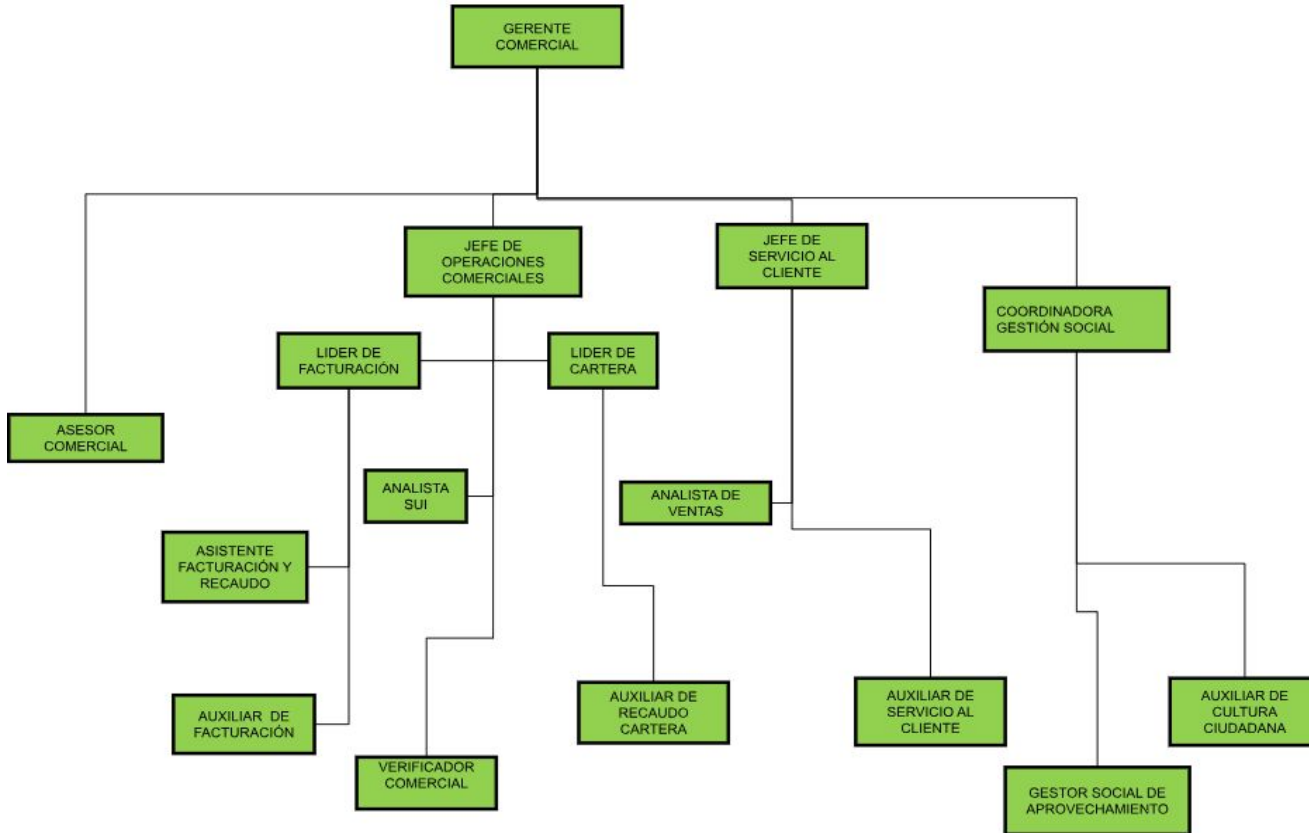 GERENTE
COMERCIAL
JEFE DE
OPERACIONES
COMERCIALES
JEFE DE
SERVICIO AL
CLIENTE
COORDINADORA
GESTIÓN SOCIAL
LIDER DE
FACTURACIÓN
LIDER DE
CARTERA
ASESOR
COMERCIAL
ANALISTA
SUI
ANALISTA DE
VENTAS
ASISTENTE
FACTURACIÓN Y
RECAUDO
AUXILIAR DE
FACTURACIÓN
AUXILIAR DE
RECAUDO
CARTERA
AUXILIAR DE
SERVICIO AL
CLIENTE
AUXILIAR DE
CULTURA
CIUDADANA
VERIFICADOR
COMERCIAL
GESTOR SOCIAL DE
APROVECHAMIENTO